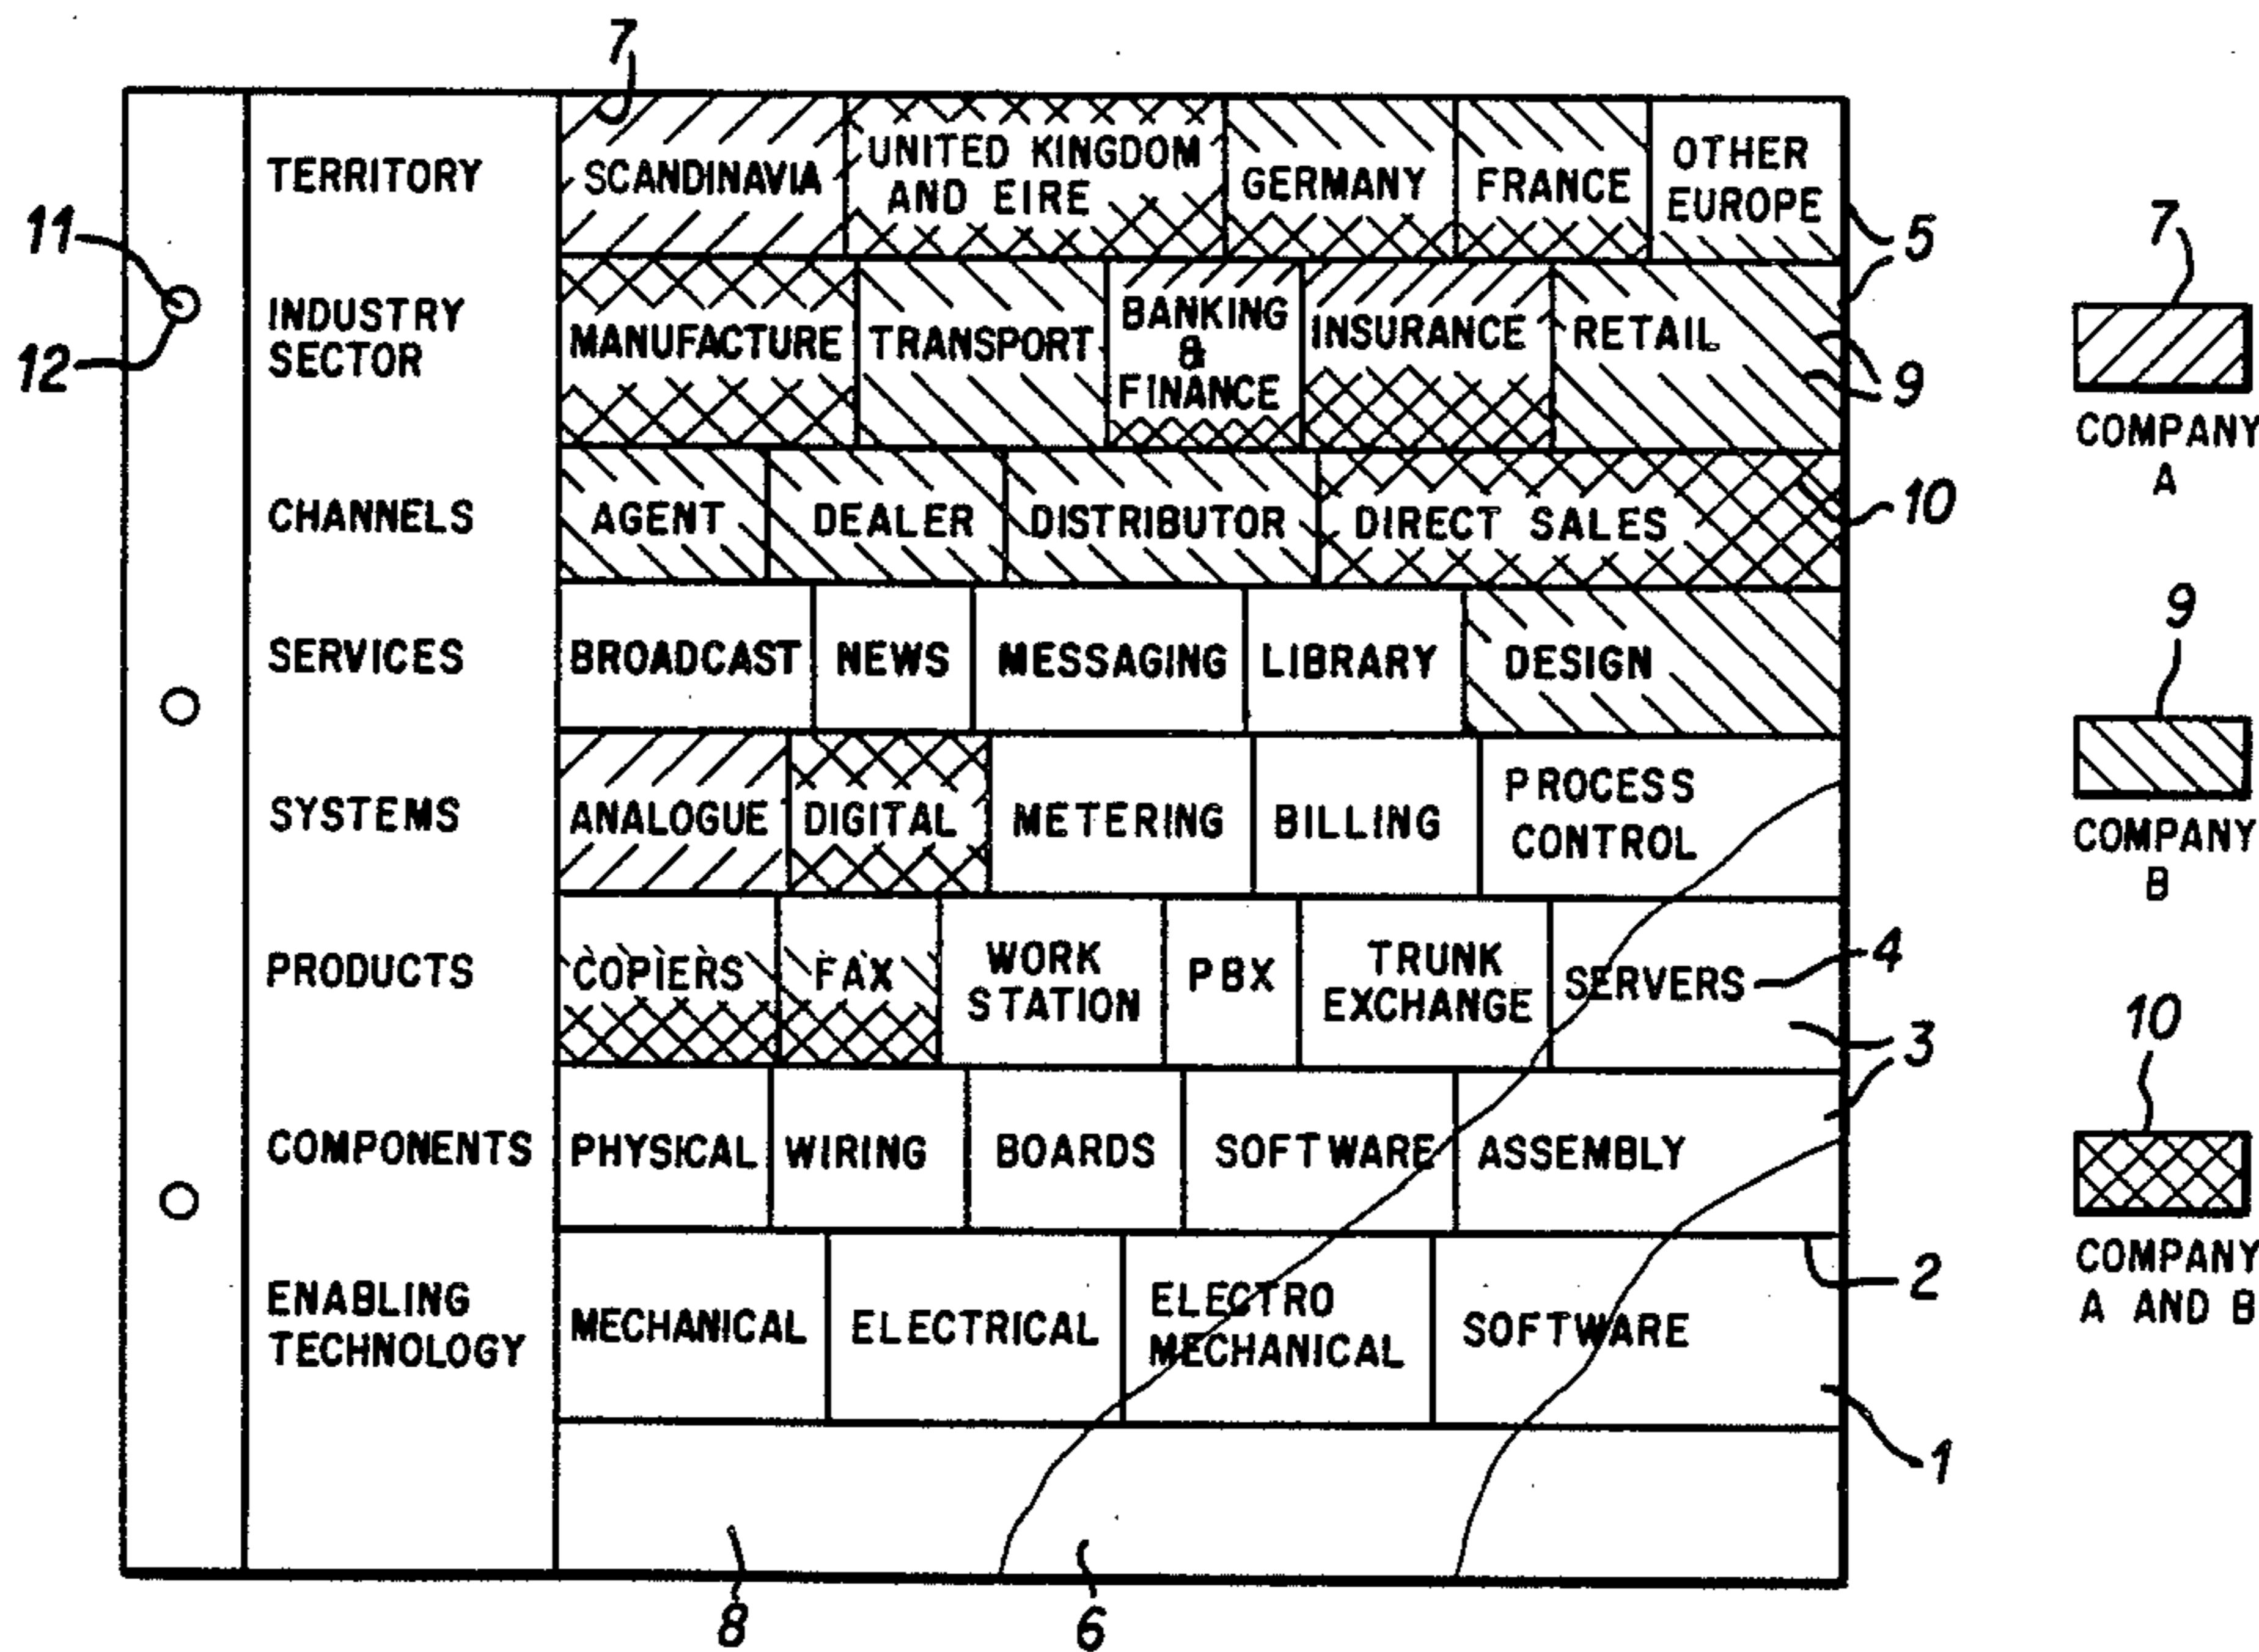 7
TERRITORY
SCANDINAVIA
UNITED KINGDOM
AND EIRE
GERMANY
FRANCE
OTHER
EUROPE
5
11
12
INDUSTRY
SECTOR
MANUFACTURE
TRANSPORT
BANKING
&
FINANCE
INSURANCE
RETAIL
9
CHANNELS
AGENT
DEALER
DISTRIBUTOR
DIRECT SALES
10
SERVICES
BROADCAST
NEWS
MESSAGING
LIBRARY
DESIGN
SYSTEMS
ANALOGUE
DIGITAL
METERING
BILLING
PROCESS
CONTROL
PRODUCTS
COPIERS
FAX
WORK
STATION
PBX
TRUNK
EXCHANGE
SERVERS
4
3
COMPONENTS
PHYSICAL
WIRING
BOARDS
SOFTWARE
ASSEMBLY
2
ENABLING
TECHNOLOGY
MECHANICAL
ELECTRICAL
ELECTRO
MECHANICAL
SOFTWARE
1
8
6
7
COMPANY
A
9
COMPANY
B
10
COMPANY
A AND B